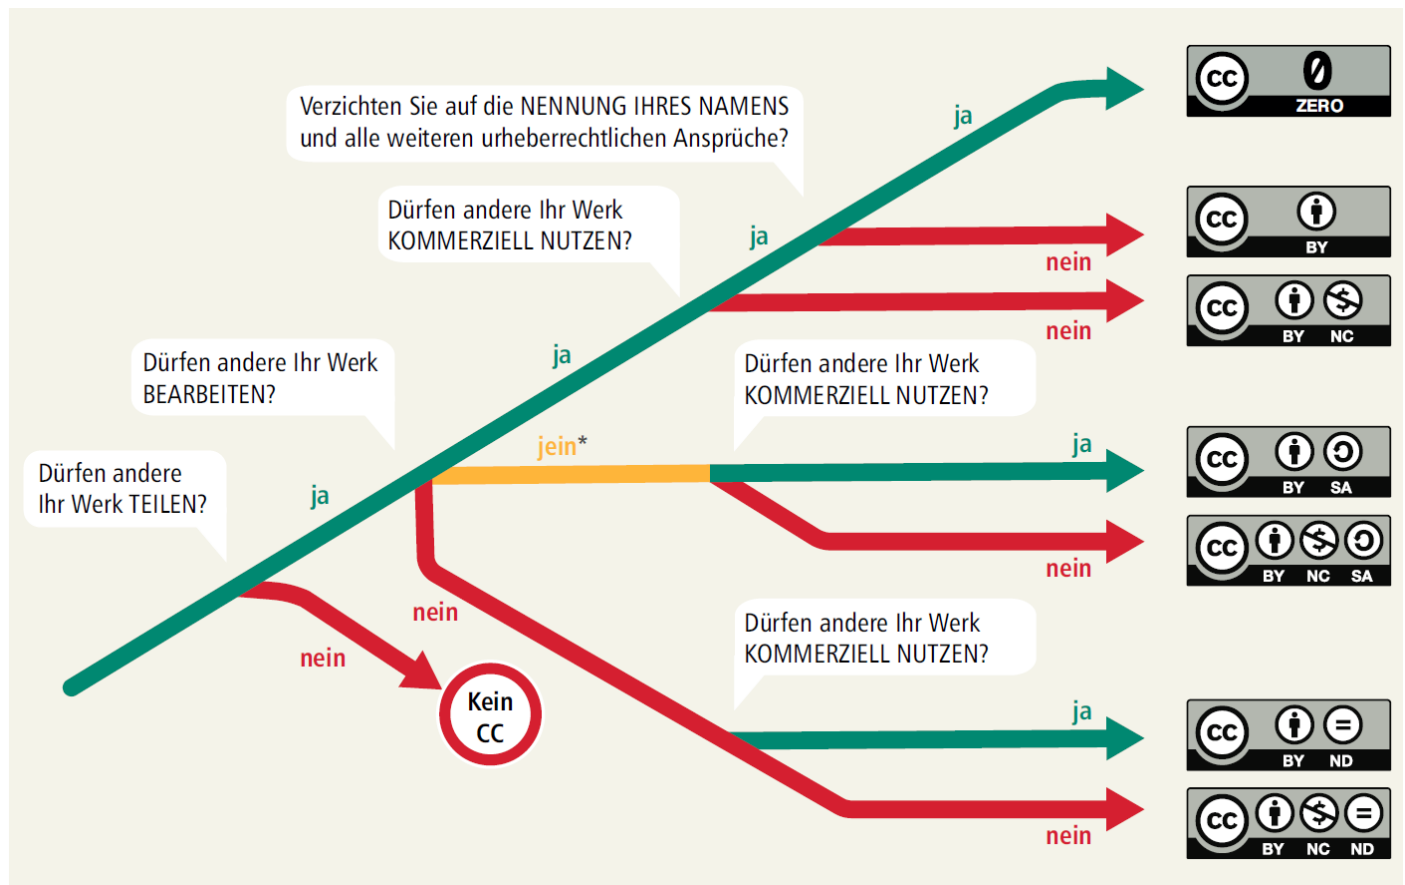 Verzichten Sie auf die NENNUNG IHRES NAMENS
und alle weiteren urheberrechtlichen Ansprüche?
ja
cc
ZERO
Dürfen andere Ihr Werk
KOMMERZIELL NUTZEN?
ja
nein
cc
BY
nein
cc
BY NC
Dürfen andere Ihr Werk
BEARBEITEN?
ja
Dürfen andere Ihr Werk
KOMMERZIELL NUTZEN?
jein*
ja
cc
BY SA
nein
cc
BY NC SA
Dürfen andere
Ihr Werk TEILEN?
ja
nein
nein
Kein
CC
Dürfen andere Ihr Werk
KOMMERZIELL NUTZEN?
ja
cc
BY ND
nein
cc
BY NC ND